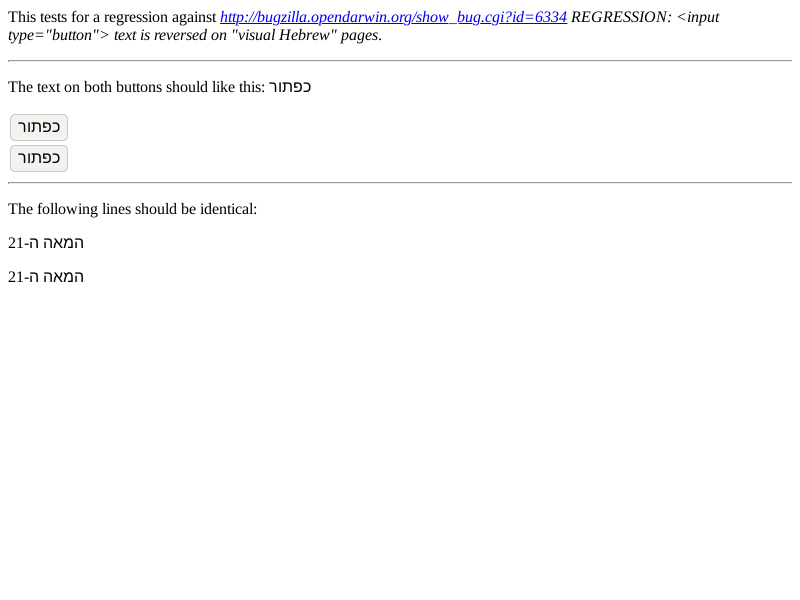 This tests for a regression against http://bugzilla.opendarwin.org/show_bug.cgi?id=6334 REGRESSION: <input
type="button"> text is reversed on "visual Hebrew" pages.
The text on both buttons should like this: כפתור
כפתור
כפתור
The following lines should be identical:
המאה ה-21
המאה ה-21